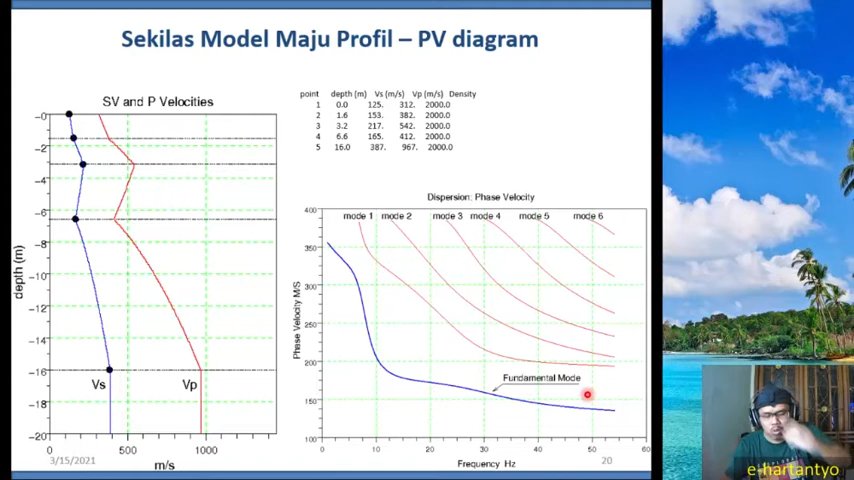 Sekilas Model Maju Profil – PV diagram
SV and P Velocities
-0
-2
-4
-6
-8
-10
-12
-14
-16
-18
-20
depth (m)
Vs
Vp
0
500
1000
m/s
point depth (m) Vs (m/s) Vp (m/s) Density
1 0.0 125. 312. 2000.0
2 1.6 153. 382. 2000.0
3 3.2 217. 542. 2000.0
4 6.6 165. 412. 2000.0
5 16.0 387. 967. 2000.0
Dispersion: Phase Velocity
400
350
300
250
200
150
100
Phase Velocity M/S
mode 1 mode 2 mode 3 mode 4 mode 5 mode 6
Fundamental Mode
0 10 20 30 40 50 60
Frequency Hz
3/15/2021
20
e-hartantyo